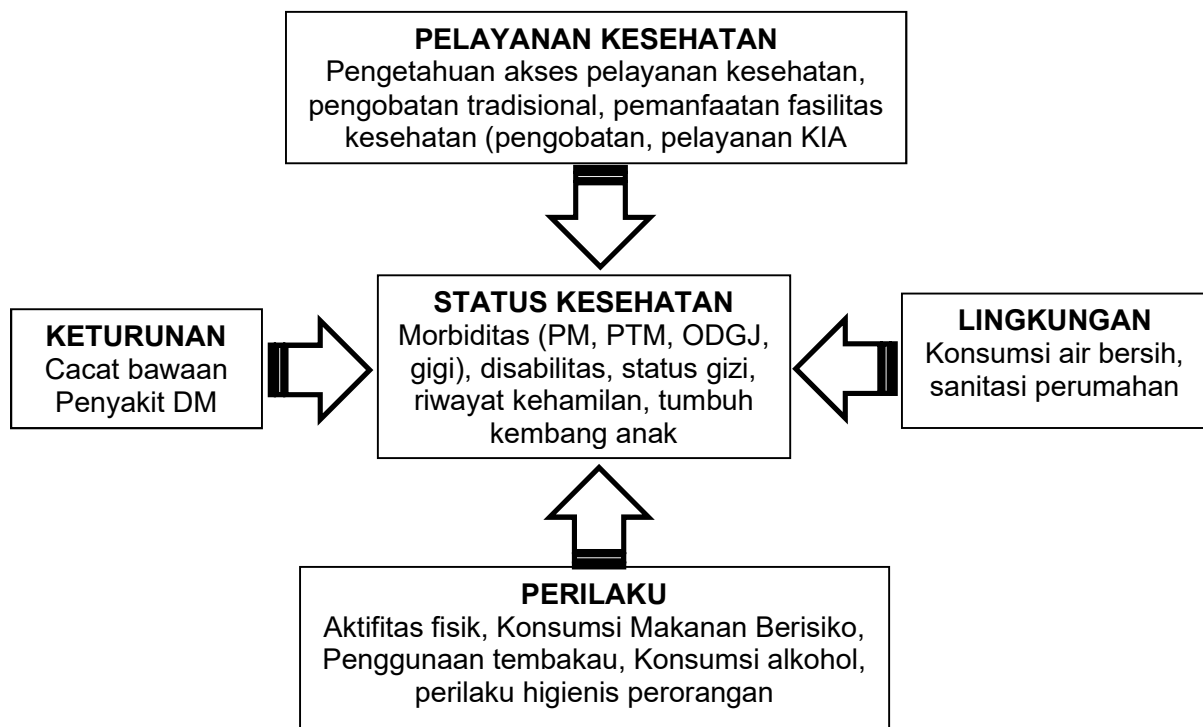 PELAYANAN KESEHATAN
Pengetahuan akses pelayanan kesehatan,
pengobatan tradisional, pemanfaatan fasilitas
kesehatan (pengobatan, pelayanan KIA
KETURUNAN
Cacat bawaan
Penyakit DM
STATUS KESEHATAN
Morbiditas (PM, PTM, ODGJ,
gigi), disabilitas, status gizi,
riwayat kehamilan, tumbuh
kembang anak
LINGKUNGAN
Konsumsi air bersih,
sanitasi perumahan
PERILAKU
Aktifitas fisik, Konsumsi Makanan Berisiko,
Penggunaan tembakau, Konsumsi alkohol,
perilaku higienis perorangan